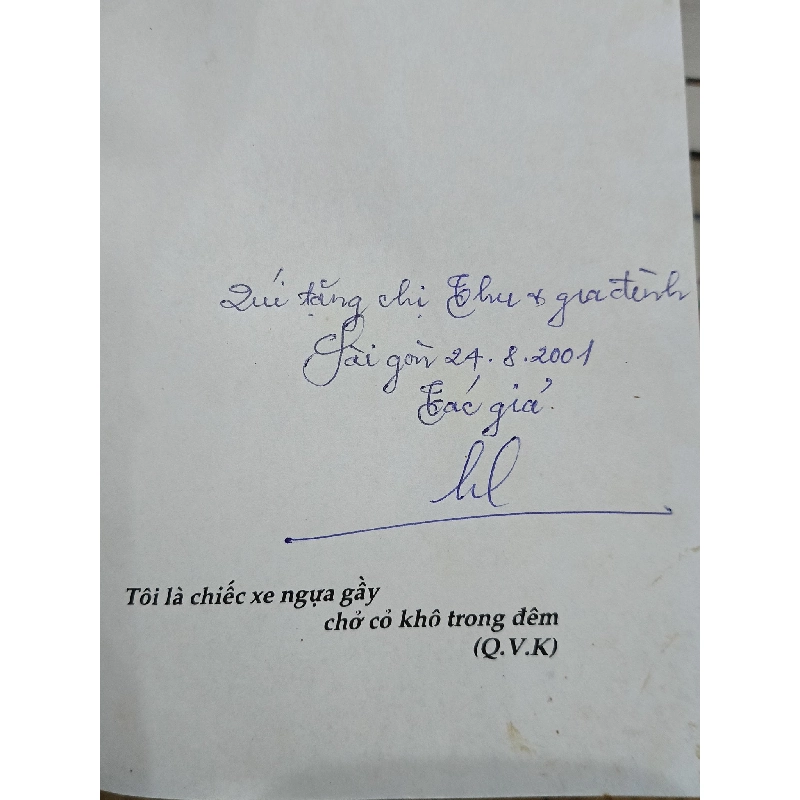 Quí tặng chị Thu & gia đình
Sài gòn 24.8.2001
Tác giả.
Tôi là chiếc xe ngựa gầy
chở cỏ khô trong đêm
(Q.V.K)